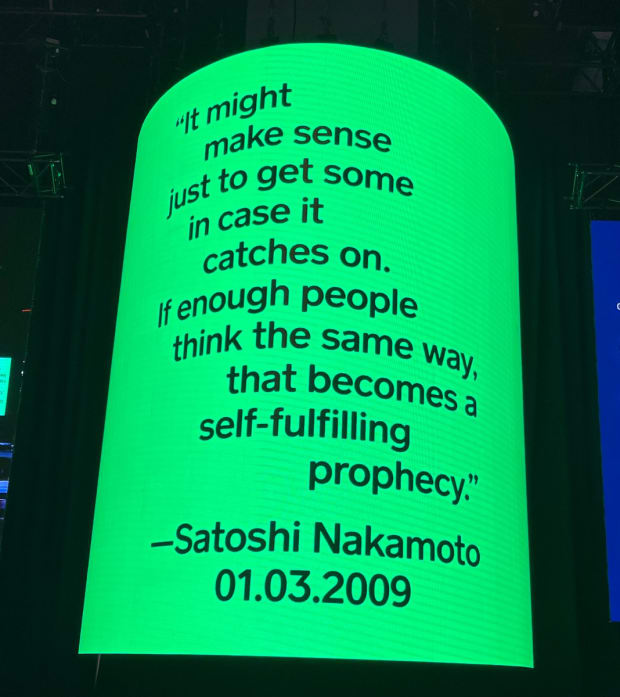 “It might
make sense
just to get some
in case it
catches on.
If enough people
think the same way,
that becomes a
self-fulfilling
prophecy.”
—Satoshi Nakamoto
01.03.2009